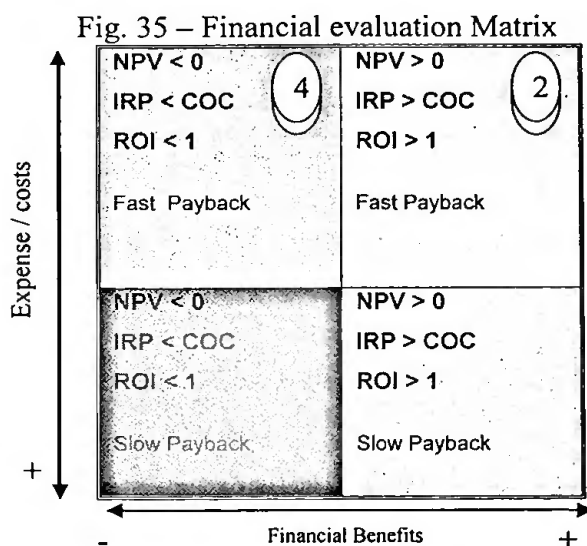 Fig. 35 – Financial evaluation Matrix
NPV < 0
IRP < COC
ROI < 1
Fast Payback
4
NPV > 0
IRP > COC
ROI > 1
Fast Payback
2
Expense / costs
NPV < 0
IRP < COC
ROI < 1
Slow Payback
NPV > 0
IRP > COC
ROI > 1
Slow Payback
+
-
Financial Benefits
+